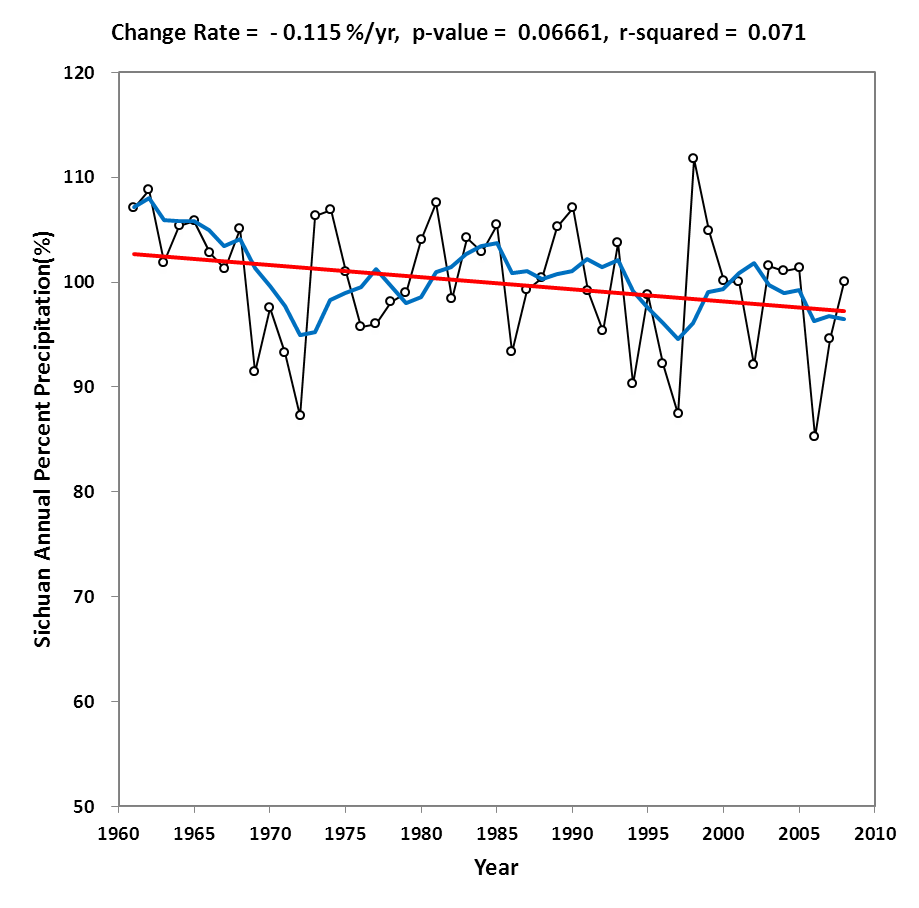 Change Rate = - 0.115 %/yr, p-value = 0.06661, r-squared = 0.071
120
110
100
90
80
70
60
50
Sichuan Annual Percent Precipitation(%)
1960 1965 1970 1975 1980 1985 1990 1995 2000 2005 2010
Year